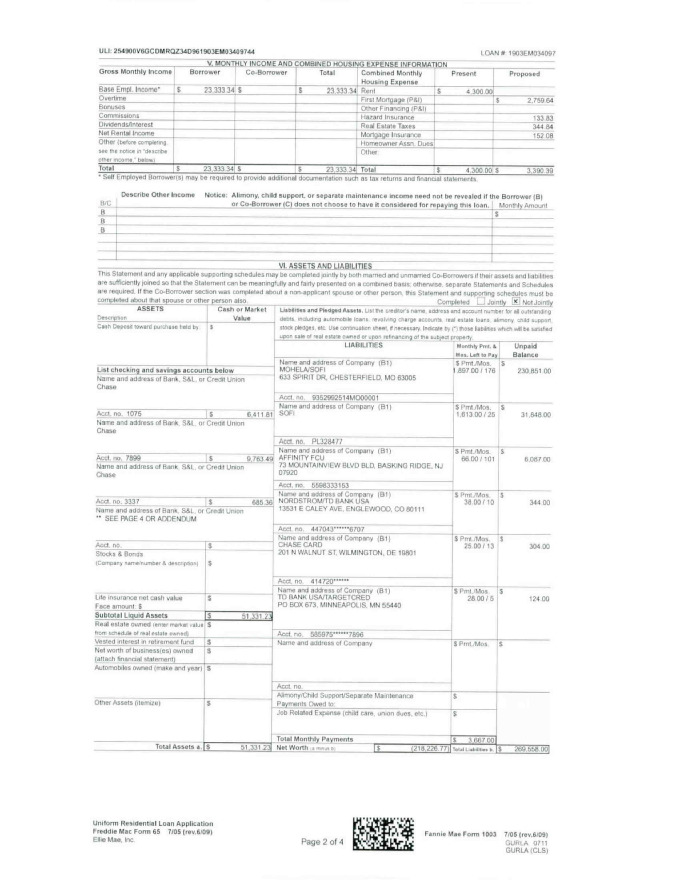 ULI: 254900V6GCDMRQZ34D961903EM03409744 LOAN #: 1903EM034097
V. MONTHLY INCOME AND COMBINED HOUSING EXPENSE INFORMATION
Gross Monthly Income Borrower Co-Borrower Total Combined Monthly Housing Expense Present Proposed
Base Empl. Income* $ 23,333.34 $ $ 23,333.34 Rent $ 4,300.00
Overtime First Mortgage (P&I) $ 2,759.64
Bonuses Other Financing (P&I)
Commissions Hazard Insurance 133.83
Dividends/Interest Real Estate Taxes 344.84
Net Rental Income Mortgage Insurance 152.08
Other (before completing, Homeowner Assn. Dues
see the notice in "describe Other:
other income," below)
Total $ 23,333.34 $ $ 23,333.34 Total $ 4,300.00 $ 3,390.39
* Self Employed Borrower(s) may be required to provide additional documentation such as tax returns and financial statements.
Describe Other Income Notice: Alimony, child support, or separate maintenance income need not be revealed if the Borrower (B)
B/C or Co-Borrower (C) does not choose to have it considered for repaying this loan. Monthly Amount
B $
B
B
VI. ASSETS AND LIABILITIES
This Statement and any applicable supporting schedules may be completed jointly by both married and unmarried Co-Borrowers if their assets and liabilities
are sufficiently joined so that the Statement can be meaningfully and fairly presented on a combined basis; otherwise, separate Statements and Schedules
are required. If the Co-Borrower section was completed about a non-applicant spouse or other person, this Statement and supporting schedules must be
completed about that spouse or other person also. Completed Jointly X Not Jointly
ASSETS Cash or Market Value
Description
Cash Deposit toward purchase held by: $
Liabilities and Pledged Assets. List the creditor's name, address and account number for all outstanding
debts, including automobile loans, revolving charge accounts, real estate loans, alimony, child support,
stock pledges, etc. Use continuation sheet, if necessary. Indicate by (*) those liabilities which will be satisfied
upon sale of real estate owned or upon refinancing of the subject property.
LIABILITIES Monthly Pmt. & Mos. Left to Pay Unpaid Balance
List checking and savings accounts below
Name and address of Bank, S&L, or Credit Union
Chase
Acct. no. 1075 $ 6,411.81
Name and address of Bank, S&L, or Credit Union
Chase
Acct. no. 7899 $ 9,763.49
Name and address of Bank, S&L, or Credit Union
Chase
Acct. no. 3337 $ 685.36
Name and address of Bank, S&L, or Credit Union
** SEE PAGE 4 OR ADDENDUM
Acct. no. $
Stocks & Bonds
(Company name/number & description) $
Life insurance net cash value $
Face amount: $
Subtotal Liquid Assets $ 51,331.23
Real estate owned (enter market value $
from schedule of real estate owned)
Vested interest in retirement fund $
Net worth of business(es) owned $
(attach financial statement)
Automobiles owned (make and year) $
Other Assets (itemize) $
Total Assets a. $ 51,331.23
Name and address of Company (B1) $ Pmt./Mos. $
MOHELA/SOFI 1,897.00 / 176 230,851.00
633 SPIRIT DR, CHESTERFIELD, MO 63005
Acct. no. 9352992514MO00001
Name and address of Company (B1) $ Pmt./Mos. $
SOFI 1,613.00 / 25 31,848.00
Acct. no. PL328477
Name and address of Company (B1) $ Pmt./Mos. $
AFFINITY FCU 66.00 / 101 6,087.00
73 MOUNTAINVIEW BLVD BLD, BASKING RIDGE, NJ
07920
Acct. no. 5598333153
Name and address of Company (B1) $ Pmt./Mos. $
NORDSTROM/TD BANK USA 38.00 / 10 344.00
13531 E CALEY AVE, ENGLEWOOD, CO 80111
Acct. no. 447043******6707
Name and address of Company (B1) $ Pmt./Mos. $
CHASE CARD 25.00 / 13 304.00
201 N WALNUT ST, WILMINGTON, DE 19801
Acct. no. 414720******
Name and address of Company (B1) $ Pmt./Mos. $
TD BANK USA/TARGETCRED 28.00 / 5 124.00
PO BOX 673, MINNEAPOLIS, MN 55440
Acct. no. 585975******7896
Name and address of Company $ Pmt./Mos. $
Acct. no.
Alimony/Child Support/Separate Maintenance $
Payments Owed to:
Job Related Expense (child care, union dues, etc.) $
Total Monthly Payments $ 3,667.00
Net Worth (a minus b) $ (218,226.77) Total Liabilities b. $ 269,558.00
Uniform Residential Loan Application
Freddie Mac Form 65 7/05 (rev.6/09)
Ellie Mae, Inc.
Page 2 of 4
Fannie Mae Form 1003 7/05 (rev.6/09)
GURLA 0711
GURLA (CLS)